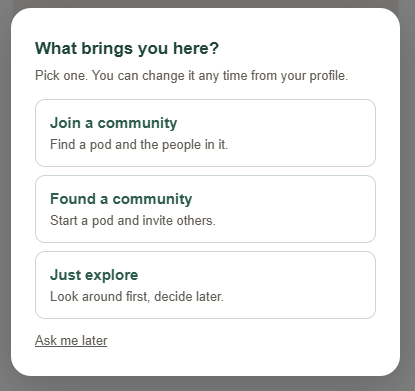 What brings you here?
Pick one. You can change it any time from your profile.
Join a community
Find a pod and the people in it.
Found a community
Start a pod and invite others.
Just explore
Look around first, decide later.
Ask me later